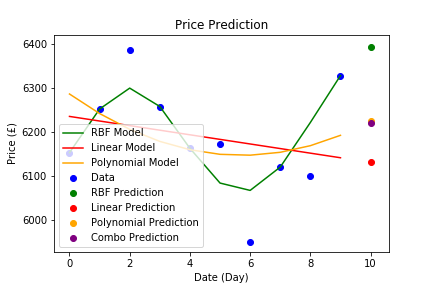 Price Prediction
6400
6300
6200
6100
6000
Price (£)
RBF Model
Linear Model
Polynomial Model
Data
RBF Prediction
Linear Prediction
Polynomial Prediction
Combo Prediction
0 2 4 6 8 10
Date (Day)